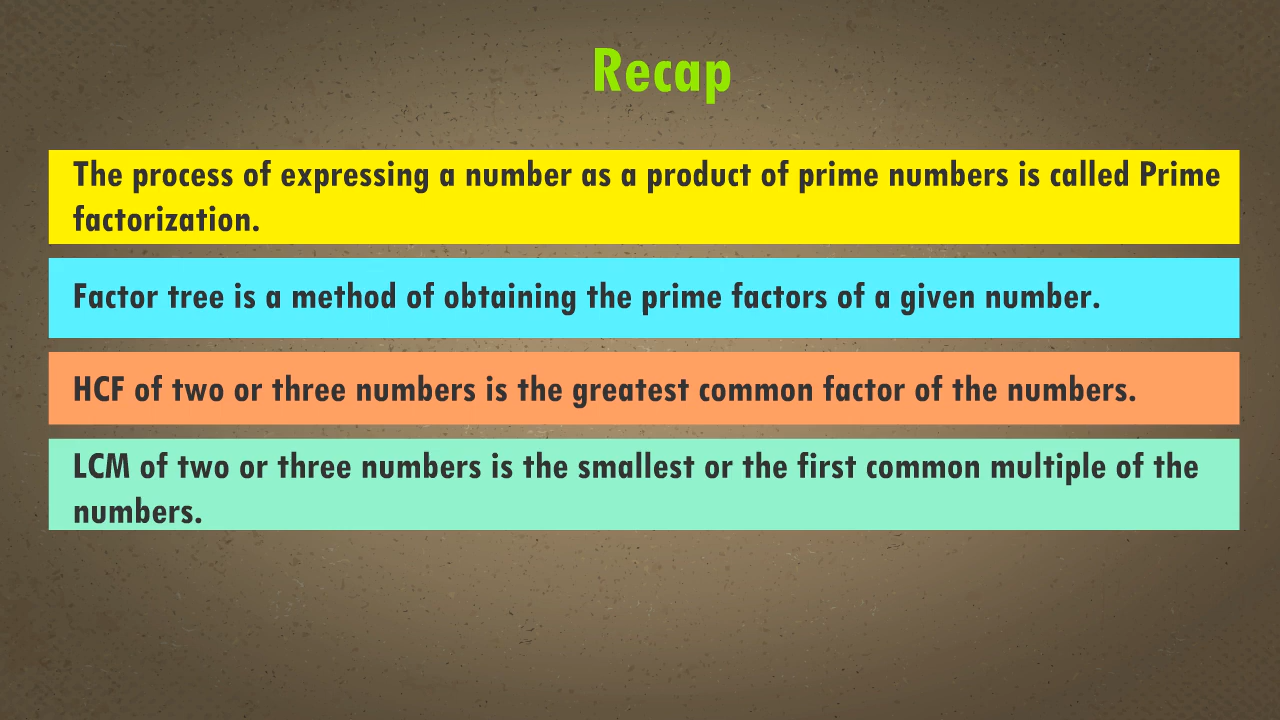 Recap
The process of expressing a number as a product of prime numbers is called Prime
factorization.
Factor tree is a method of obtaining the prime factors of a given number.
HCF of two or three numbers is the greatest common factor of the numbers.
LCM of two or three numbers is the smallest or the first common multiple of the
numbers.